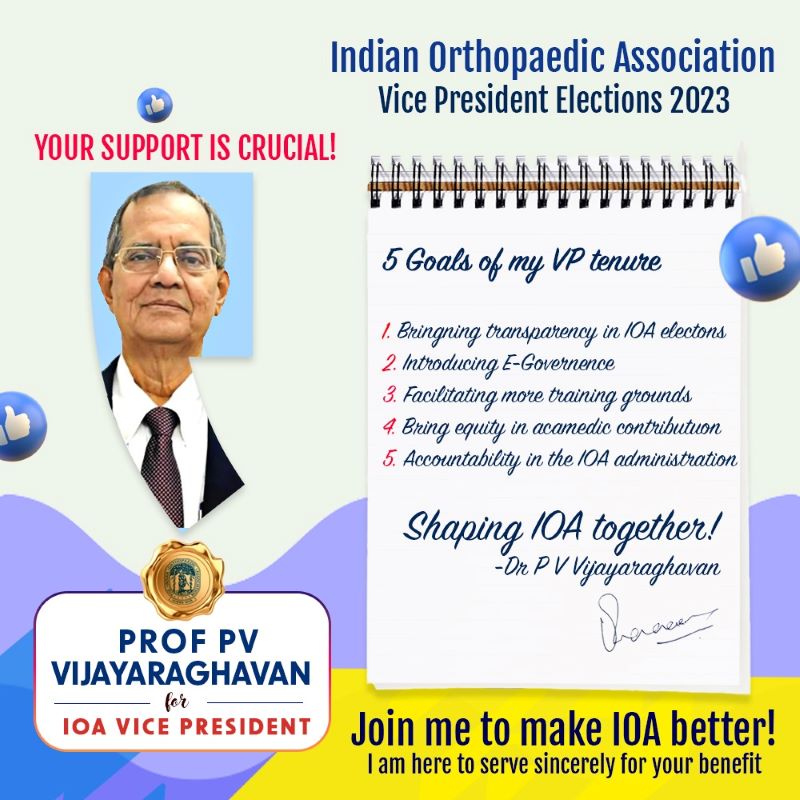 Indian Orthopaedic Association
Vice President Elections 2023
YOUR SUPPORT IS CRUCIAL!
5 Goals of my VP tenure
1. Bringning transparency in IOA electons
2. Introducing E-Governence
3. Facilitating more training grounds
4. Bring equity in acamedic contributuon
5. Accountability in the IOA administration
Shaping IOA together!
-Dr P V Vijayaraghavan
PROF PV
VIJAYARAGHAVAN
for
IOA VICE PRESIDENT
Join me to make IOA better!
I am here to serve sincerely for your benefit